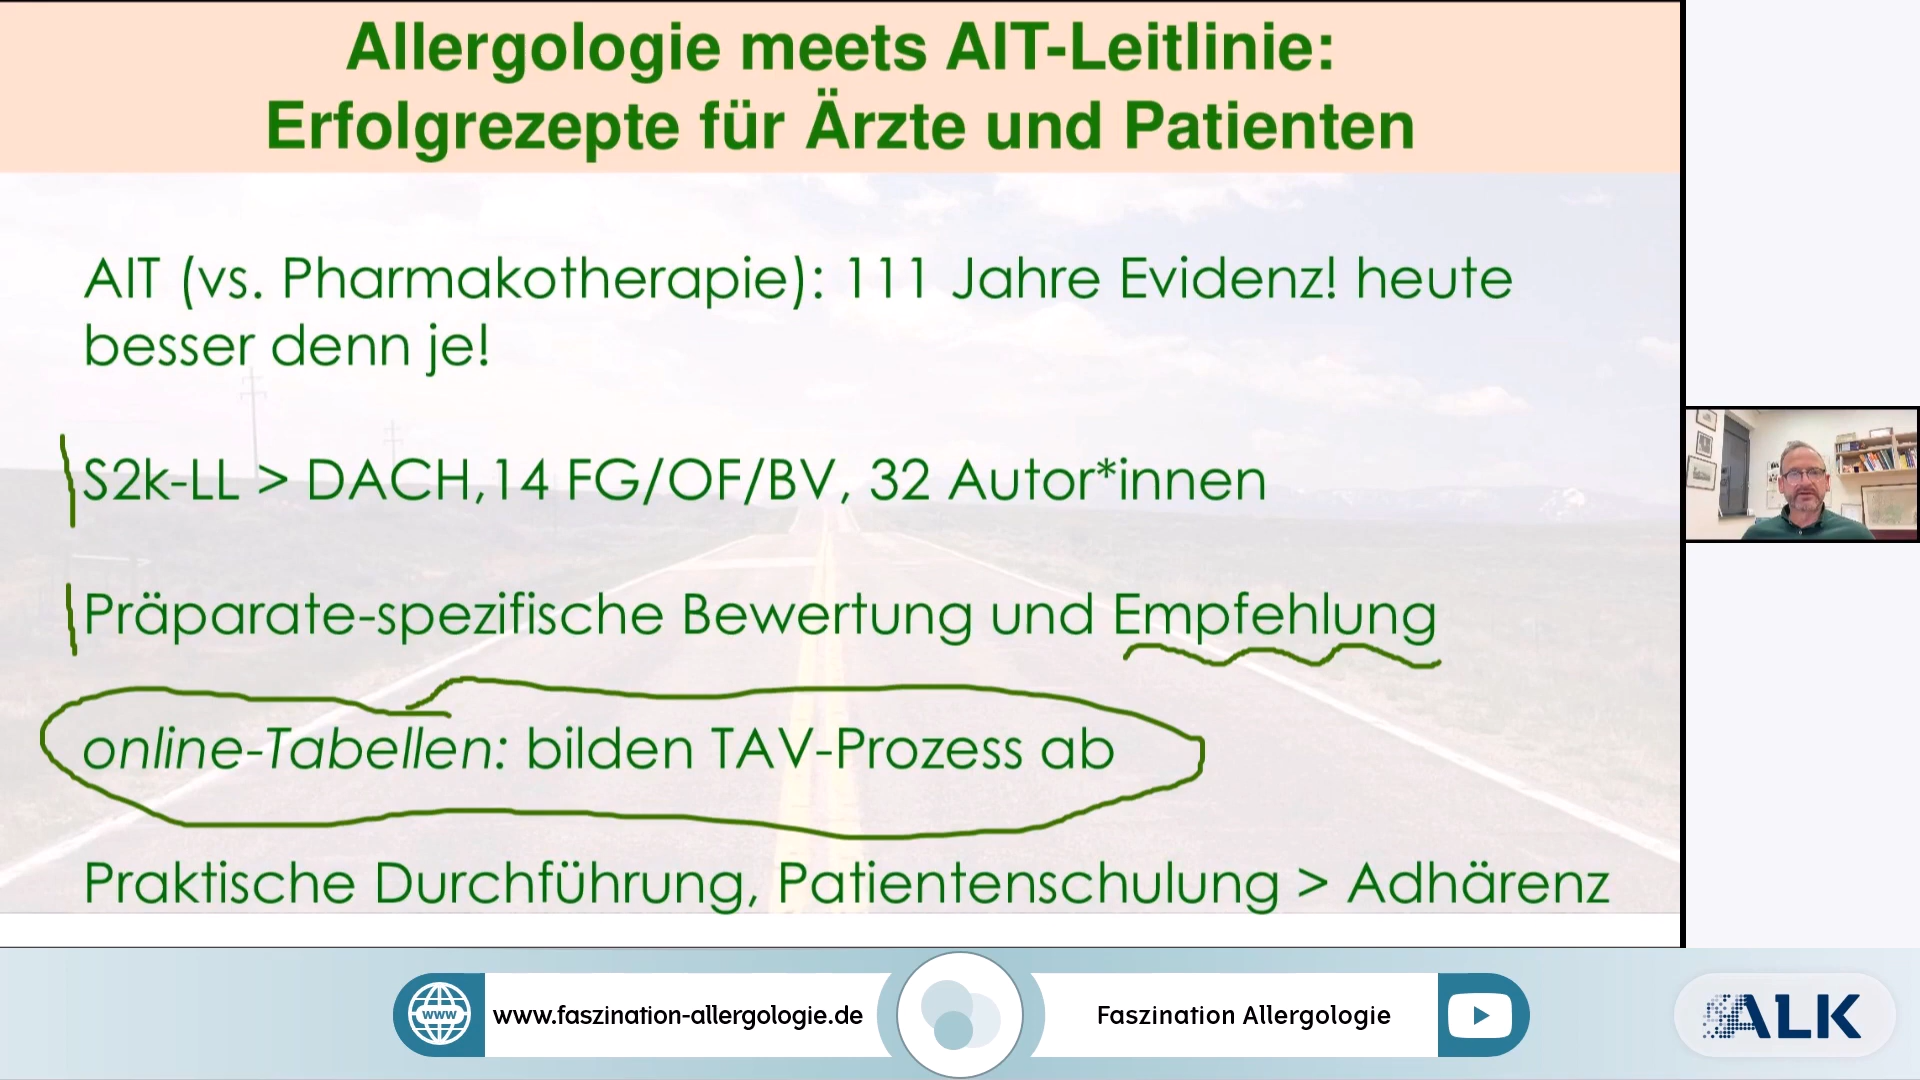 Allergologie meets AIT-Leitlinie:
Erfolgrezepte für Ärzte und Patienten
AIT (vs. Pharmakotherapie): 111 Jahre Evidenz! heute
besser denn je!
S2k-LL > DACH,14 FG/OF/BV, 32 Autor*innen
Präparate-spezifische Bewertung und Empfehlung
online-Tabellen: bilden TAV-Prozess ab
Praktische Durchführung, Patientenschulung > Adhärenz
www
www.faszination-allergologie.de
Faszination Allergologie
ALK